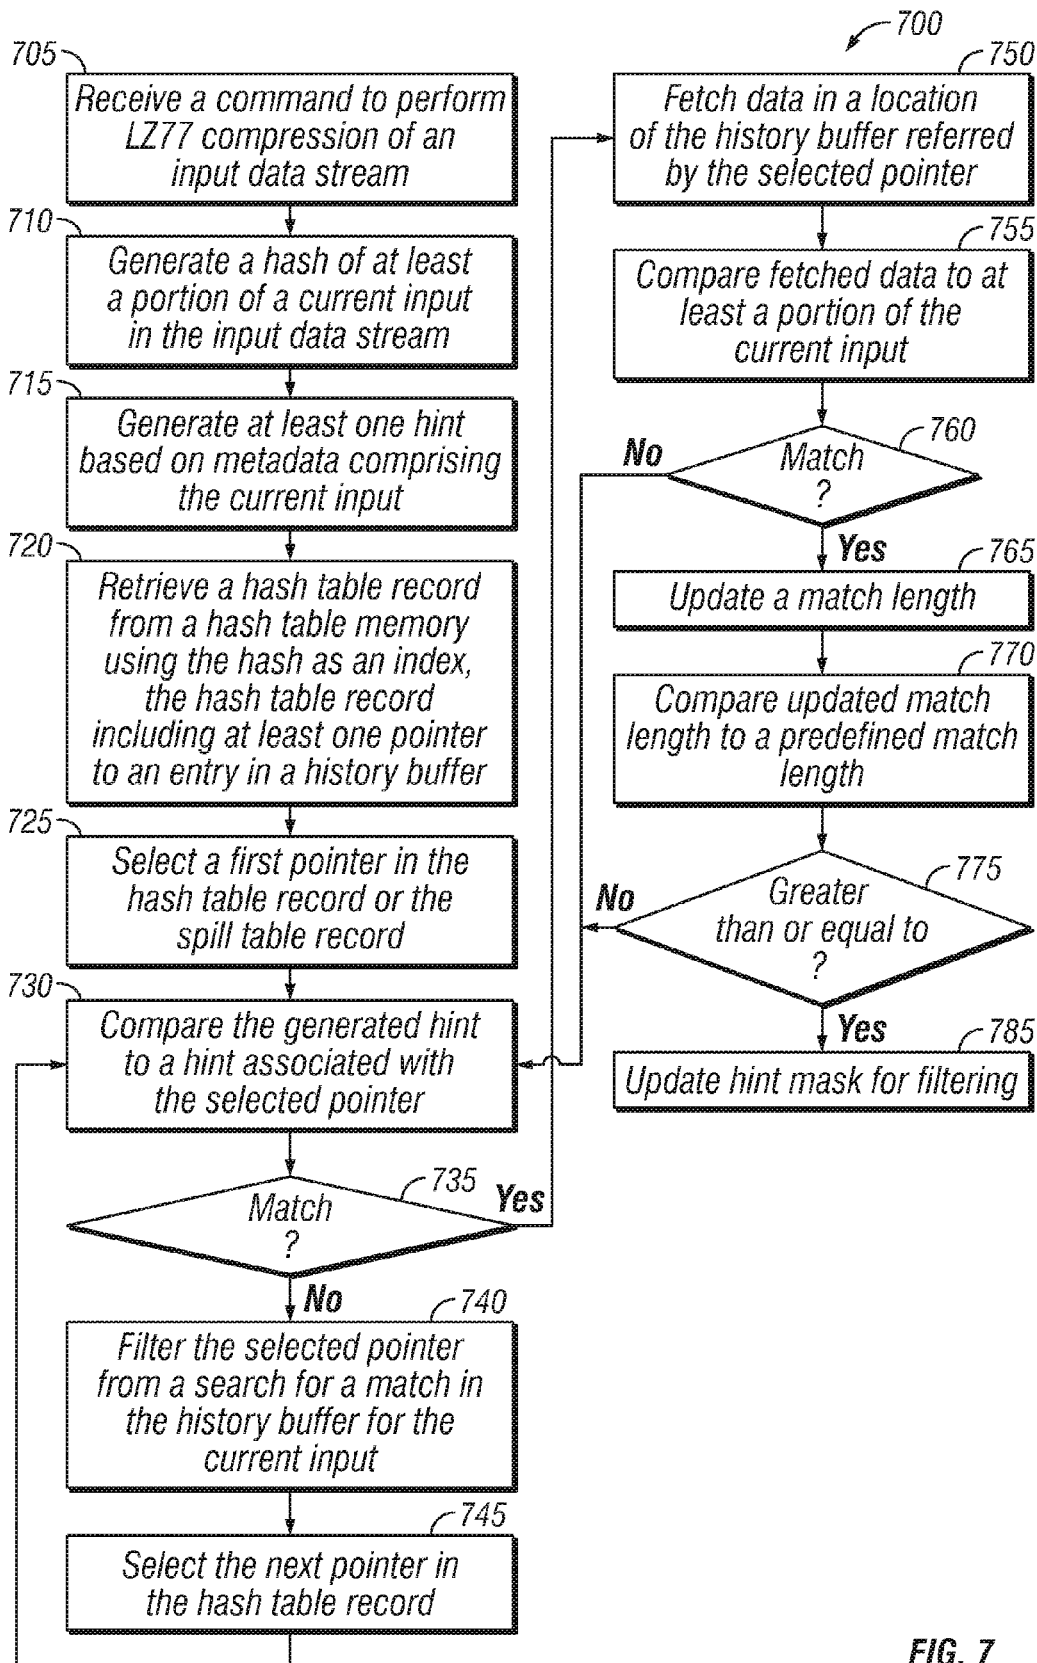 700
705
Receive a command to perform
LZ77 compression of an
input data stream
710
Generate a hash of at least
a portion of a current input
in the input data stream
715
Generate at least one hint
based on metadata comprising
the current input
720
Retrieve a hash table record
from a hash table memory
using the hash as an index,
the hash table record
including at least one pointer
to an entry in a history buffer
725
Select a first pointer in the
hash table record or the
spill table record
730
Compare the generated hint
to a hint associated with
the selected pointer
735
Match
?
Yes
No
740
Filter the selected pointer
from a search for a match in
the history buffer for the
current input
745
Select the next pointer in
the hash table record
750
Fetch data in a location
of the history buffer referred
by the selected pointer
755
Compare fetched data to at
least a portion of the
current input
760
Match
?
No
Yes
765
Update a match length
770
Compare updated match
length to a predefined match
length
775
Greater
than or equal to
?
No
Yes
785
Update hint mask for filtering
FIG. 7